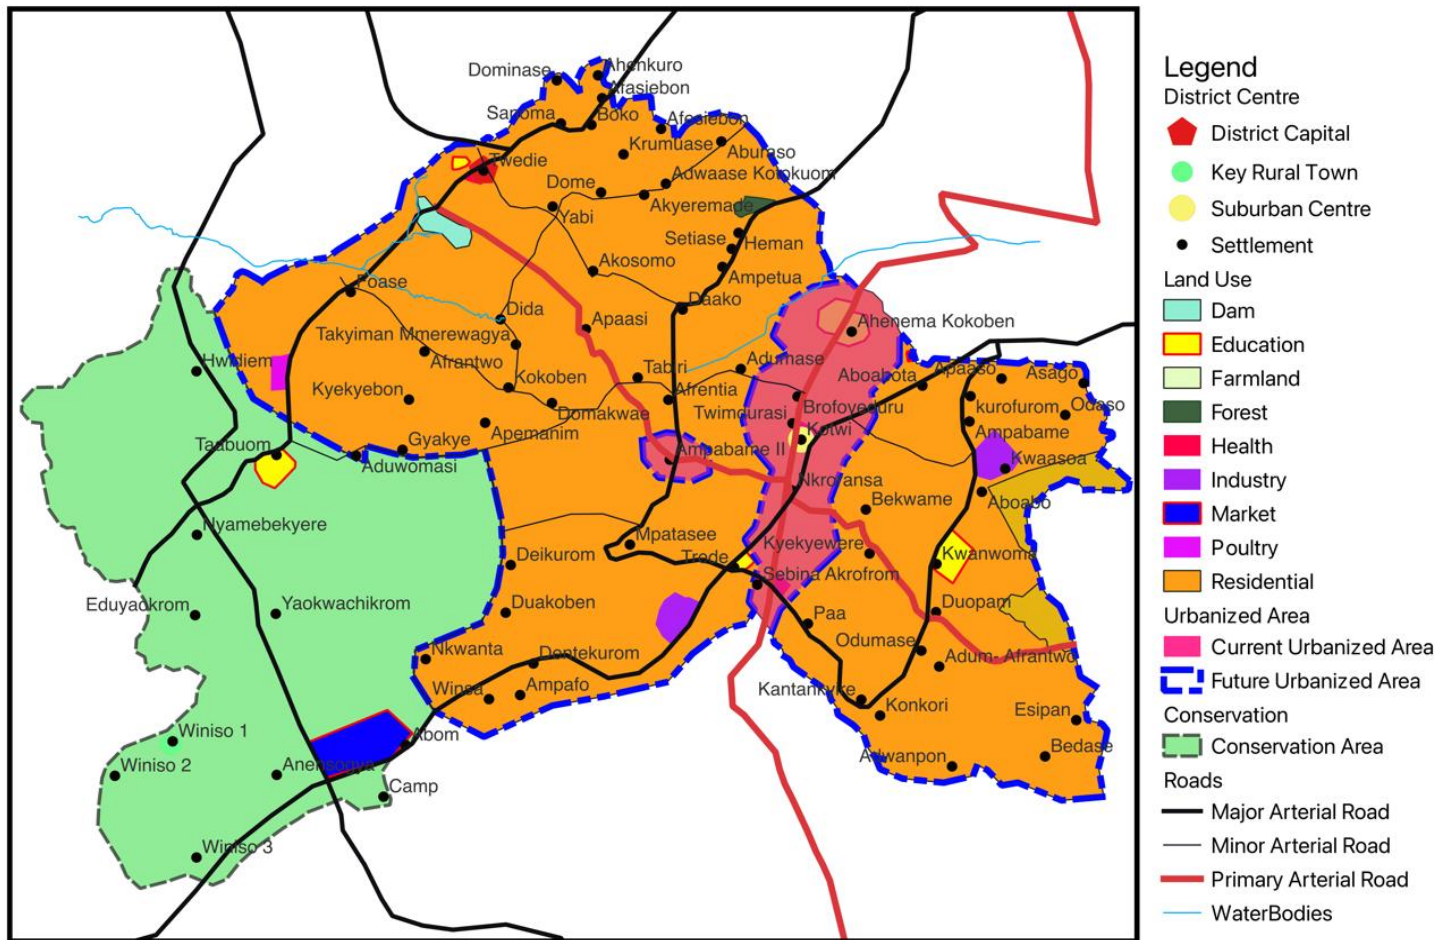 Dominase
Ahenkuro
Afasiebon
Sapoma
Boko
Afasiebon
Krumuase
Aburaso
Twedie
Dome
Adwaase Kotokuom
Yabi
Akyeremade
Setiase
Heman
Akosomo
Ampetua
Foase
Daako
Dida
Takyiman Mmerewagya
Apaasi
Ahenema Kokoben
Hwidiem
Afrantwo
Tabiri
Adumase
Aboabota
Apaaso
Asago
Kyekyebon
Kokoben
Afrentia
Domakwae
Twimdurasi
Brofoyeduru
kurofurom
Odaso
Taabuom
Gyakye
Apemanim
Kotwi
Ampabame
Aduwomasi
Ampabame II
Kwaasoa
Nkroansa
Bekwame
Aboabo
Nyamebekyere
Mpatasee
Deikurom
Trede
Kyekyewere
Kwanwoma
Sebina Akrofrom
Eduyaokrom
Yaokwachikrom
Duakoben
Paa
Duopam
Odumase
Nkwanta
Dontekurom
Adum- Afrantwo
Winsa
Ampafo
Kantankyire
Konkori
Esipan
Winiso 1
Abom
Bedase
Winiso 2
Anensonya
Adwanpon
Camp
Winiso 3
Legend
District Centre
District Capital
Key Rural Town
Suburban Centre
Settlement
Land Use
Dam
Education
Farmland
Forest
Health
Industry
Market
Poultry
Residential
Urbanized Area
Current Urbanized Area
Future Urbanized Area
Conservation
Conservation Area
Roads
Major Arterial Road
Minor Arterial Road
Primary Arterial Road
WaterBodies